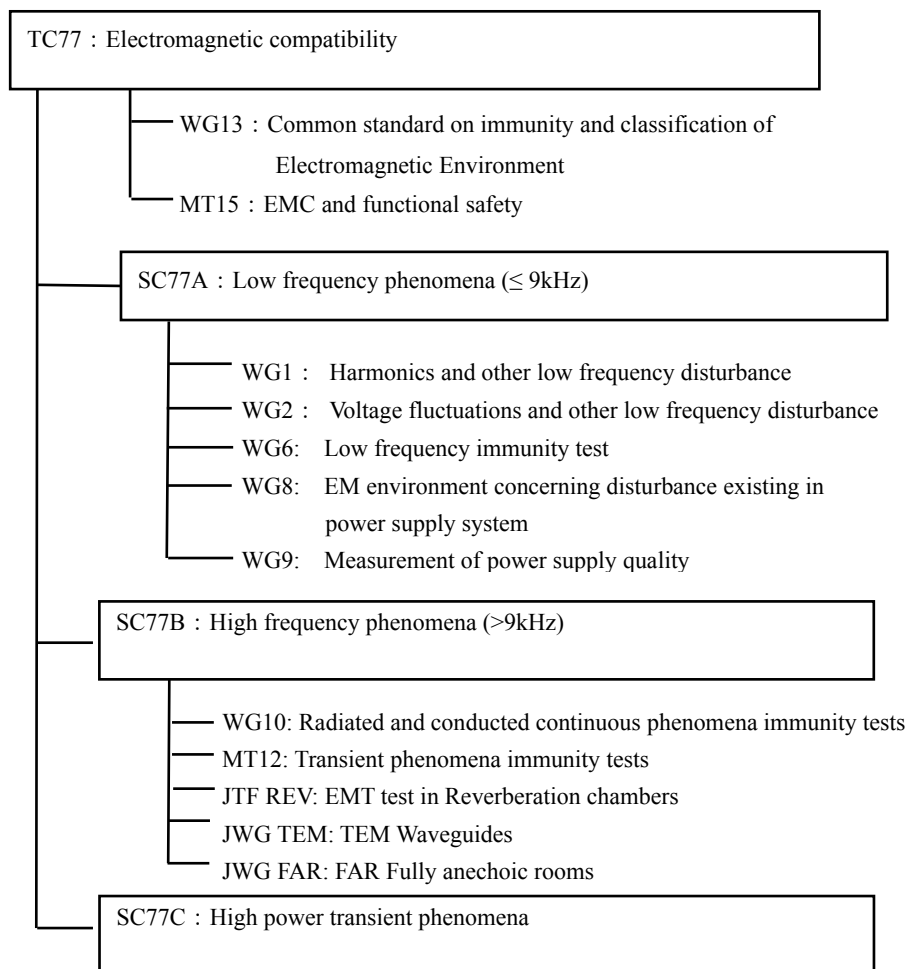 TC77：Electromagnetic compatibility
WG13：Common standard on immunity and classification of
Electromagnetic Environment
MT15：EMC and functional safety
SC77A：Low frequency phenomena (≤ 9kHz)
WG1： Harmonics and other low frequency disturbance
WG2： Voltage fluctuations and other low frequency disturbance
WG6: Low frequency immunity test
WG8: EM environment concerning disturbance existing in
power supply system
WG9: Measurement of power supply quality
SC77B：High frequency phenomena (>9kHz)
WG10: Radiated and conducted continuous phenomena immunity tests
MT12: Transient phenomena immunity tests
JTF REV: EMT test in Reverberation chambers
JWG TEM: TEM Waveguides
JWG FAR: FAR Fully anechoic rooms
SC77C：High power transient phenomena